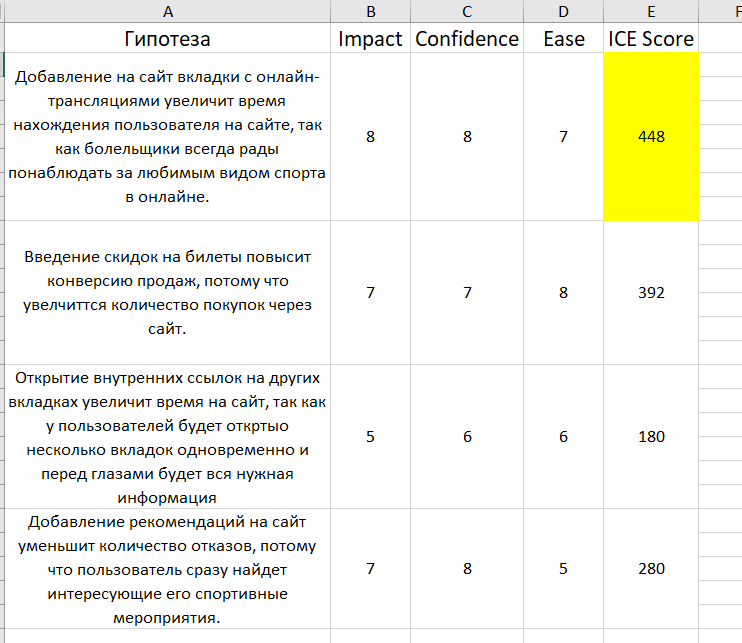 A B C D E F
Гипотеза Impact Confidence Ease ICE Score
Добавление на сайт вкладки с онлайн-
трансляциями увеличит время
нахождения пользователя на сайте, так
как болельщики всегда рады
понаблюдать за любимым видом спорта
в онлайне.
8 8 7 448
Введение скидок на билеты повысит
конверсию продаж, потому что
увелчиттся количество покупок через
сайт.
7 7 8 392
Открытие внутренних ссылок на других
вкладках увеличит время на сайт, так как
у пользователей будет откртыо
несколько вкладок одновременно и
перед глазами будет вся нужная
информация
5 6 6 180
Добавление рекомендаций на сайт
уменьшит количество отказов, потому
что пользователь сразу найдет
интересующие его спортивные
мероприятия.
7 8 5 280